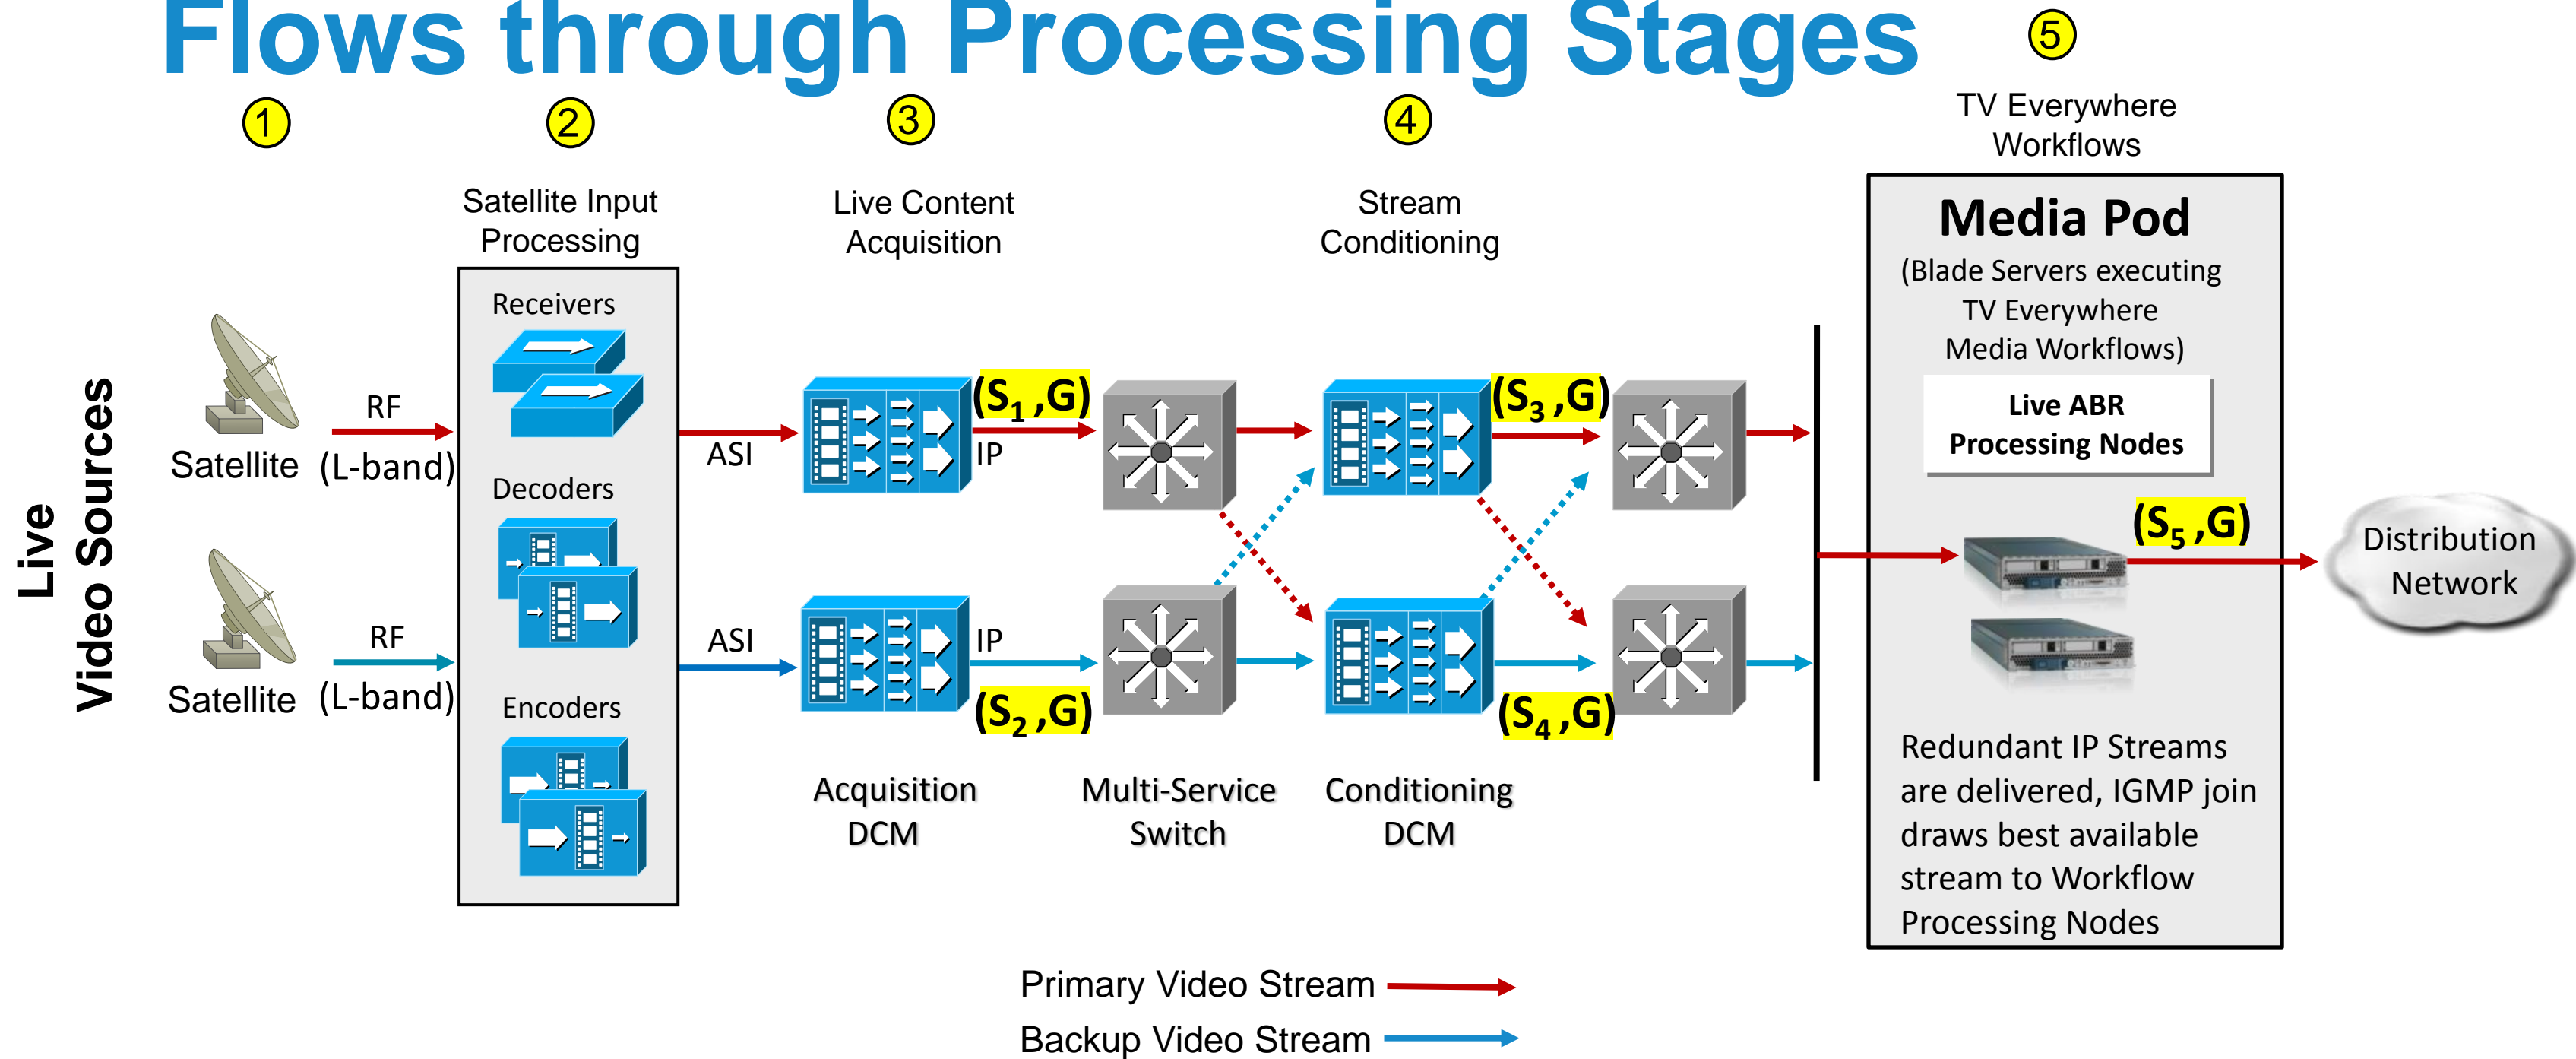 Flows through Processing Stages
1
2
3
4
5
Satellite Input
Processing
Live Content
Acquisition
Stream
Conditioning
TV Everywhere
Workflows
Live
Video Sources
Satellite
RF
(L-band)
Satellite
RF
(L-band)
Receivers
Decoders
Encoders
ASI
ASI
(S1 ,G)
IP
IP
(S2 ,G)
(S3 ,G)
(S4 ,G)
Acquisition
DCM
Multi-Service
Switch
Conditioning
DCM
Media Pod
(Blade Servers executing
TV Everywhere
Media Workflows)
Live ABR
Processing Nodes
(S5 ,G)
Redundant IP Streams
are delivered, IGMP join
draws best available
stream to Workflow
Processing Nodes
Distribution
Network
Primary Video Stream
Backup Video Stream